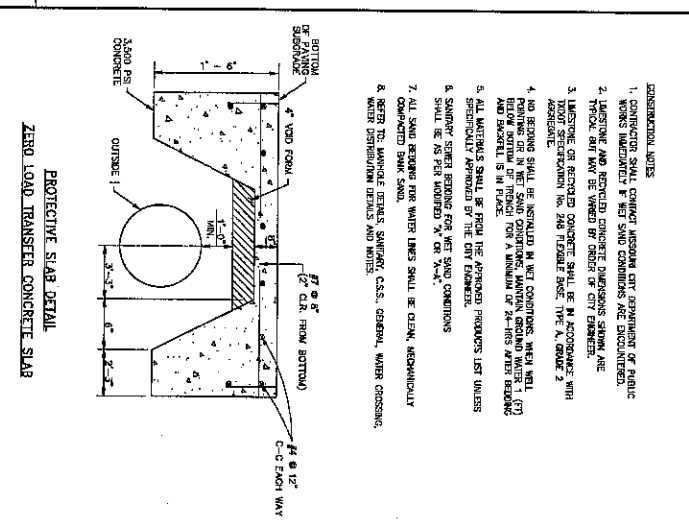 CONSTRUCTION NOTES
1. CONTRACTOR SHALL CONTACT MISSOURI CITY DEPARTMENT OF PUBLIC
WORKS IMMEDIATELY IF WET SAND CONDITIONS ARE ENCOUNTERED.
2. LIMESTONE AND RECYCLED CONCRETE DIMENSIONS SHOWN ARE
TYPICAL BUT MAY BE VARIED BY ORDER OF CITY ENGINEER.
3. LIMESTONE OR RECYCLED CONCRETE SHALL BE IN ACCORDANCE WITH
TXDOT SPECIFICATION No. 248 FLEXIBLE BASE, TYPE A, GRADE 2
AGGREGATE.
4. NO BEDDING SHALL BE INSTALLED IN WET CONDITIONS. WHEN WELL
POINTING OR IN WET SAND CONDITIONS, MAINTAIN GROUND WATER 1 (FT)
BELOW BOTTOM OF TRENCH FOR A MINIMUM OF 24-HRS AFTER BEDDING
AND BACKFILL IS IN PLACE.
5. ALL MATERIALS SHALL BE FROM THE APPROVED PRODUCTS LIST UNLESS
SPECIFICALLY APPROVED BY THE CITY ENGINEER.
6. SANITARY SEWER BEDDING FOR WET SAND CONDITIONS
SHALL BE AS PER MODIFIED "A" OR "A-A".
7. ALL SAND BEDDING FOR WATER LINES SHALL BE CLEAN, MECHANICALLY
COMPACTED BANK SAND.
8. REFER TO: MANHOLE DETAILS, SANITARY, C.S.S., GENERAL, WATER CROSSING,
WATER DISTRIBUTION DETAILS AND NOTES.
BOTTOM
OF PAVING
SUBGRADE
4" VOID FORM
#7 @ 8"
(2" CLR. FROM BOTTOM)
#4 @ 12"
C-C EACH WAY
1' - 6"
8"
1'-0"
MIN.
3,500 PSI
CONCRETE
OUTSIDE
3'-3"
6"
2'-3"
PROTECTIVE SLAB DETAIL
ZERO LOAD TRANSFER CONCRETE SLAB